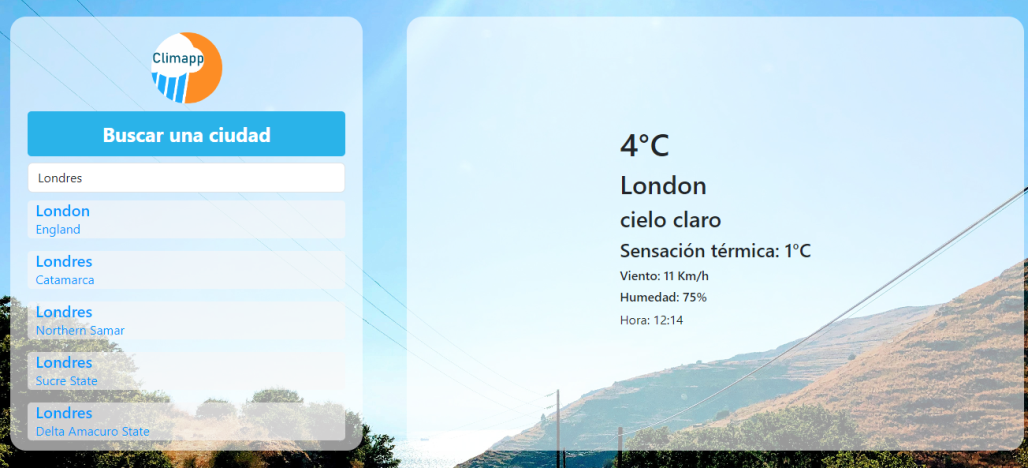 Climapp
Buscar una ciudad
Londres
London
England
Londres
Catamarca
Londres
Northern Samar
Londres
Sucre State
Londres
Delta Amacuro State
4°C
London
cielo claro
Sensación térmica: 1°C
Viento: 11 Km/h
Humedad: 75%
Hora: 12:14